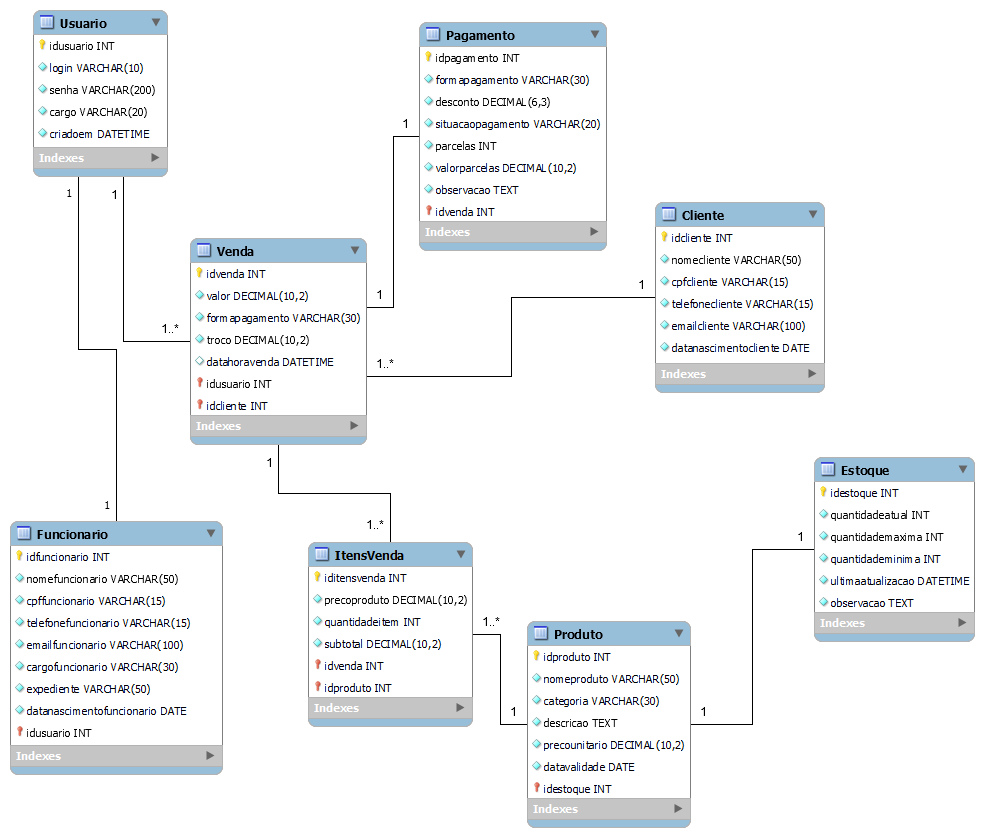 Usuario
idusuario INT
login VARCHAR(10)
senha VARCHAR(200)
cargo VARCHAR(20)
criadoem DATETIME
Indexes
Pagamento
idpagamento INT
formapagamento VARCHAR(30)
desconto DECIMAL(6,3)
situacaopagamento VARCHAR(20)
parcelas INT
valorparcelas DECIMAL(10,2)
observacao TEXT
idvenda INT
Indexes
1
1
1
1
1..*
Venda
idvenda INT
valor DECIMAL(10,2)
formapagamento VARCHAR(30)
troco DECIMAL(10,2)
datahoravenda DATETIME
idusuario INT
idcliente INT
Indexes
Cliente
idcliente INT
nomecliente VARCHAR(50)
cpfcliente VARCHAR(15)
telefonecliente VARCHAR(15)
emailcliente VARCHAR(100)
datanascimentocliente DATE
Indexes
1
1..*
1
1..*
1
Funcionario
idfuncionario INT
nomefuncionario VARCHAR(50)
cpffuncionario VARCHAR(15)
telefonefuncionario VARCHAR(15)
emailfuncionario VARCHAR(100)
cargofuncionario VARCHAR(30)
expediente VARCHAR(50)
datanascimentofuncionario DATE
idusuario INT
Indexes
ItensVenda
iditensvenda INT
precoproduto DECIMAL(10,2)
quantidadeitem INT
subtotal DECIMAL(10,2)
idvenda INT
idproduto INT
Indexes
1..*
1
Produto
idproduto INT
nomeproduto VARCHAR(50)
categoria VARCHAR(30)
descricao TEXT
precounitario DECIMAL(10,2)
datavalidade DATE
idestoque INT
Indexes
1
1
Estoque
idestoque INT
quantidadeatual INT
quantidademaxima INT
quantidademinima INT
ultimaatualizacao DATETIME
observacao TEXT
Indexes